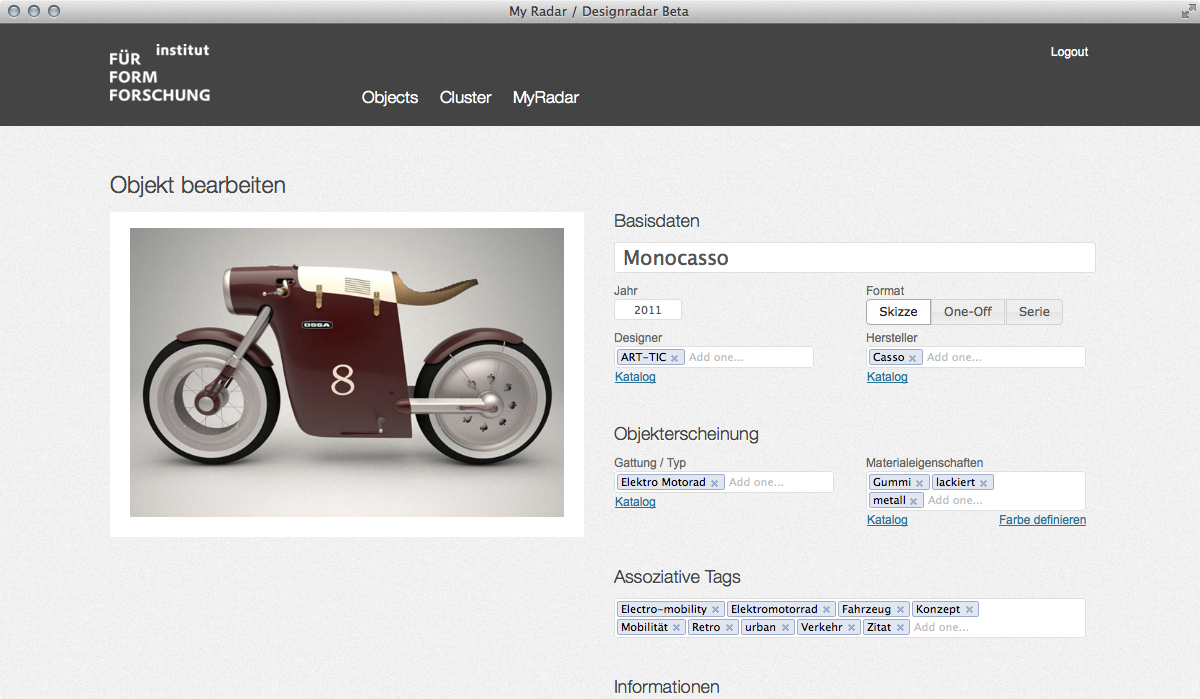 My Radar / Designradar Beta
institut
FÜR
FORM
FORSCHUNG
Logout
Objects Cluster MyRadar
Objekt bearbeiten
OSSA
8
Basisdaten
Monocasso
Jahr
2011
Format
Skizze One-Off Serie
Designer
ART-TIC × Add one...
Katalog
Hersteller
Casso × Add one...
Katalog
Objekterscheinung
Gattung / Typ
Elektro Motorad × Add one...
Katalog
Materialeigenschaften
Gummi × lackiert ×
metall × Add one...
Katalog Farbe definieren
Assoziative Tags
Electro-mobility × Elektromotorrad × Fahrzeug × Konzept ×
Mobilität × Retro × urban × Verkehr × Zitat × Add one...
Informationen